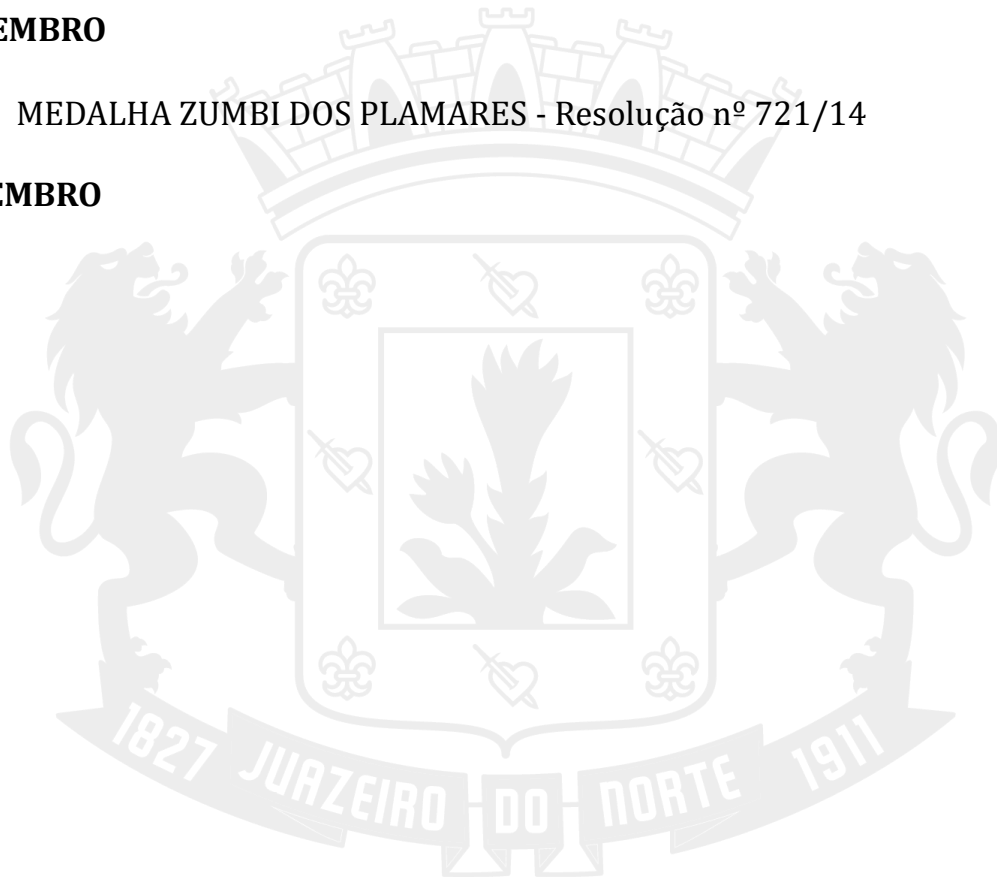 EMBRO
MEDALHA ZUMBI DOS PLAMARES - Resolução nº 721/14
EMBRO
1827 JUAZEIRO DO NORTE 1911